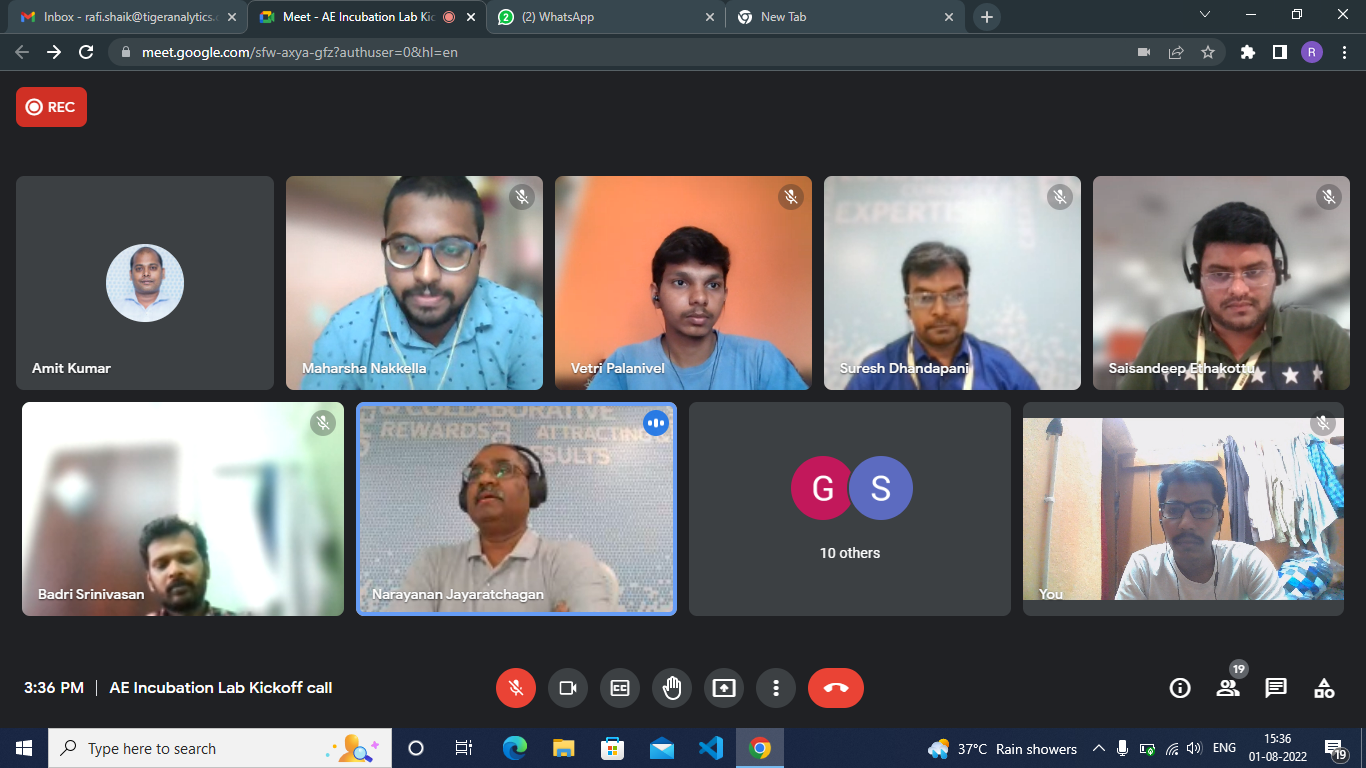 Inbox - rafi.shaik@tigeranalytics.c
Meet - AE Incubation Lab Kic
(2) WhatsApp
New Tab
meet.google.com/sfw-axya-gfz?authuser=0&hl=en
R
REC
Amit Kumar
Maharsha Nakkella
Vetri Palanivel
EXPERTISE
Suresh Dhandapani
Saisandeep Ethakottu
Badri Srinivasan
COLLABORATIVE
REWARDS
ATTRACTING
Narayanan Jayaratchagan
G
S
10 others
You
3:36 PM | AE Incubation Lab Kickoff call
CC
19
Type here to search
37°C Rain showers
ENG
15:36
01-08-2022
19